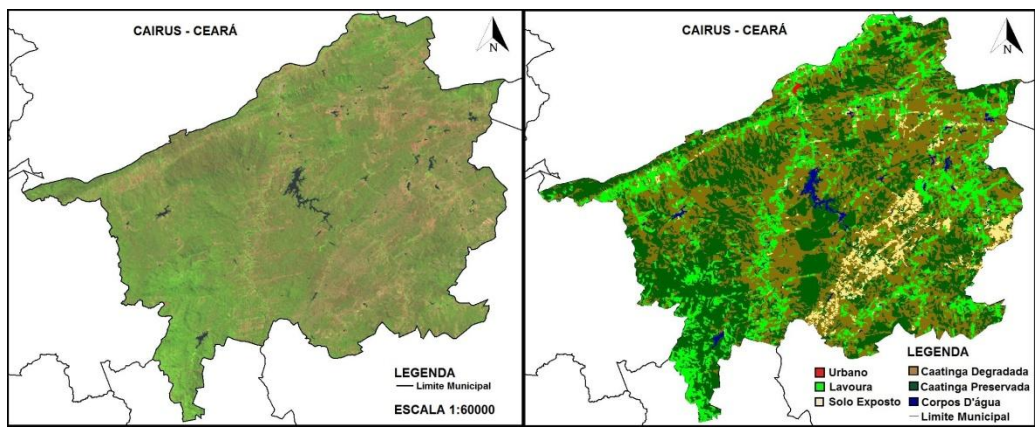 CAIRUS - CEARÁ
N
LEGENDA
Limite Municipal
ESCALA 1:60000
CAIRUS - CEARÁ
N
LEGENDA
Urbano
Lavoura
Solo Exposto
Caatinga Degradada
Caatinga Preservada
Corpos D'água
Limite Municipal